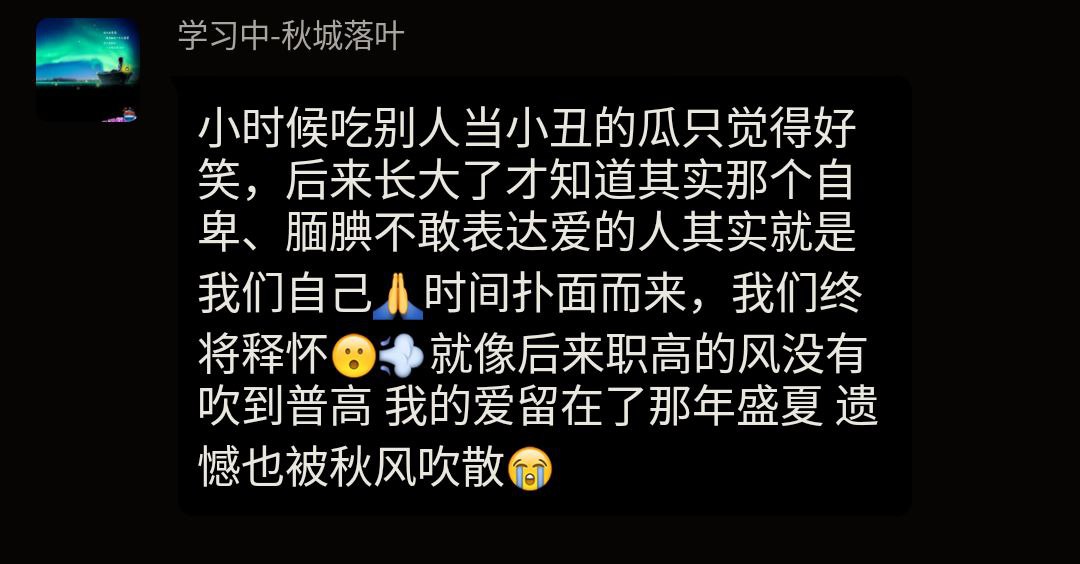 学习中-秋城落叶
小时候吃别人当小丑的瓜只觉得好
笑，后来长大了才知道其实那个自
卑、腼腆不敢表达爱的人其实就是
我们自己🙏时间扑面而来，我们终
将释怀😮💨就像后来职高的风没有
吹到普高 我的爱留在了那年盛夏 遗
憾也被秋风吹散😭